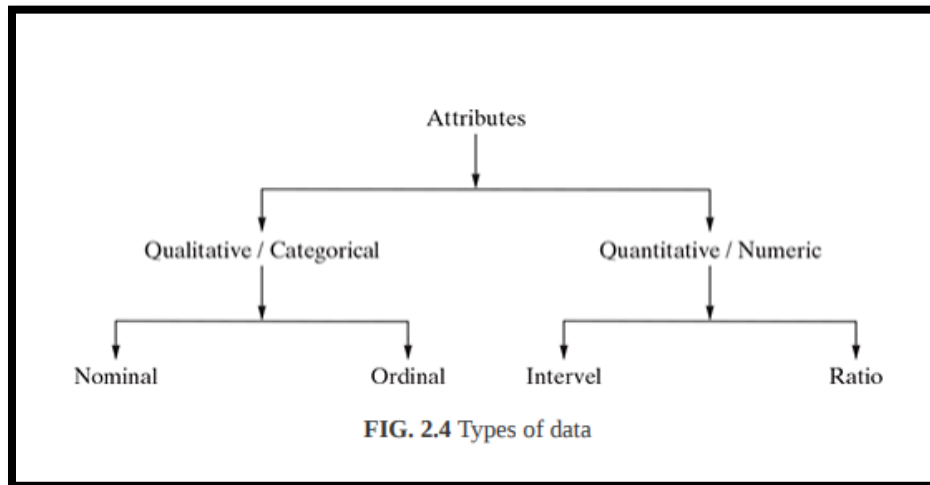 Attributes
Qualitative / Categorical Quantitative / Numeric
Nominal Ordinal Intervel Ratio
FIG. 2.4 Types of data